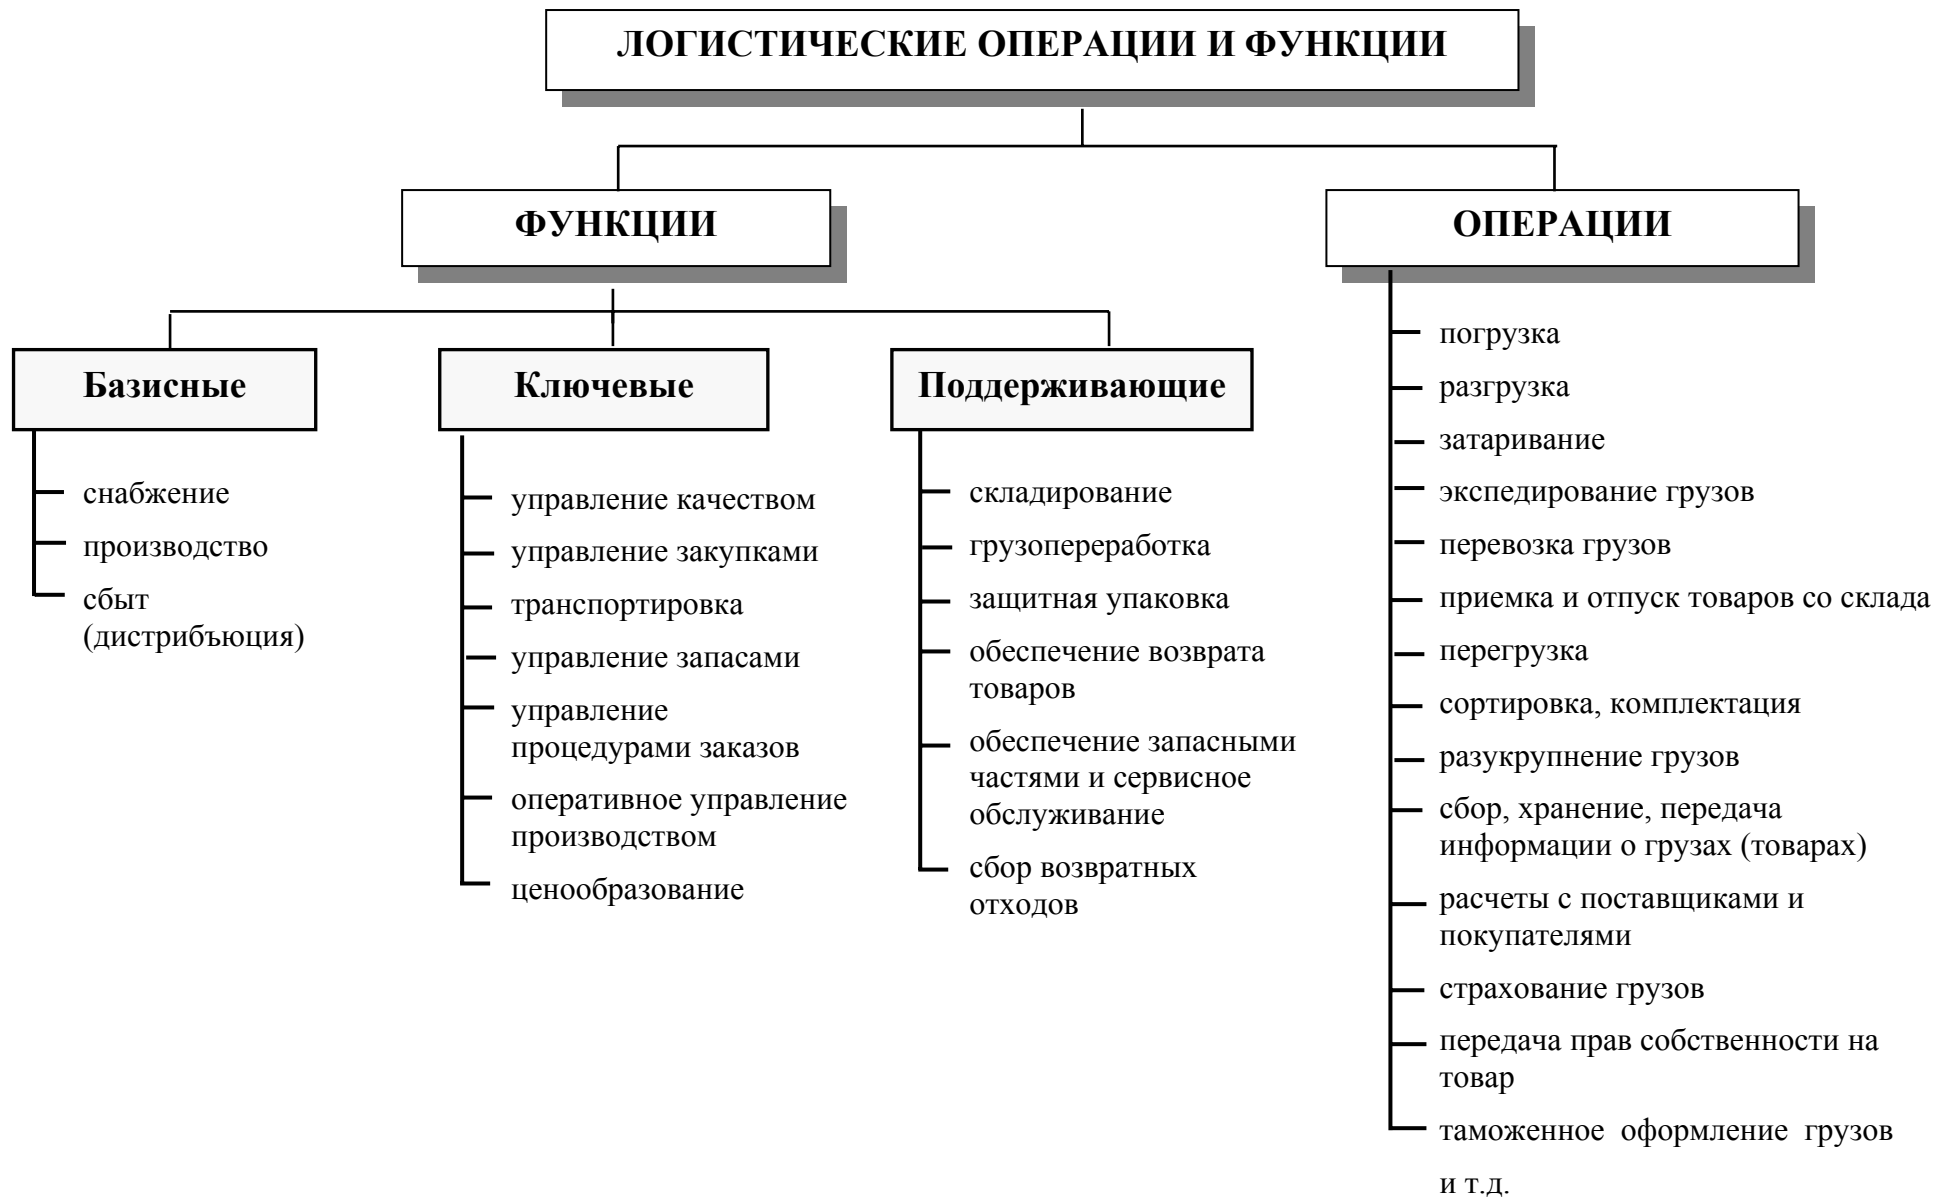 ЛОГИСТИЧЕСКИЕ ОПЕРАЦИИ И ФУНКЦИИ
ФУНКЦИИ
Базисные
снабжение
производство
сбыт
(дистрибъюция)
Ключевые
управление качеством
управление закупками
транспортировка
управление запасами
управление
процедурами заказов
оперативное управление
производством
ценообразование
Поддерживающие
складирование
грузопереработка
защитная упаковка
обеспечение возврата
товаров
обеспечение запасными
частями и сервисное
обслуживание
сбор возвратных
отходов
ОПЕРАЦИИ
погрузка
разгрузка
затаривание
экспедирование грузов
перевозка грузов
приемка и отпуск товаров со склада
перегрузка
сортировка, комплектация
разукрупнение грузов
сбор, хранение, передача
информации о грузах (товарах)
расчеты с поставщиками и
покупателями
страхование грузов
передача прав собственности на
товар
таможенное оформление грузов
и т.д.